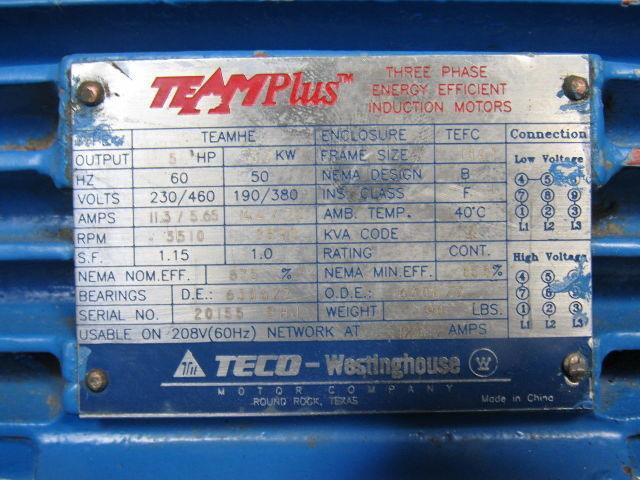 TEAMPlus™
THREE PHASE
ENERGY EFFICIENT
INDUCTION MOTORS
TEAMHE ENCLOSURE TEFC Connection
OUTPUT 5 HP KW FRAME SIZE Low Voltage
HZ 60 50 NEMA DESIGN B ④ ⑤ ⑥
VOLTS 230/460 190/380 INS. CLASS F ⑦ ⑧ ⑨
AMPS 11.3 / 5.65 AMB. TEMP. 40°C ① ② ③
RPM 3510 KVA CODE L1 L2 L3
S.F. 1.15 1.0 RATING CONT. High Voltage
NEMA NOM.EFF. % NEMA MIN.EFF. % ④ ⑤ ⑥
BEARINGS D.E.: O.D.E.: ⑦ ⑧ ⑨
SERIAL NO. 20155 WEIGHT LBS. ① ② ③
USABLE ON 208V(60Hz) NETWORK AT AMPS L1 L2 L3
TECO - Westinghouse W
MOTOR COMPANY
ROUND ROCK, TEXAS Made in China